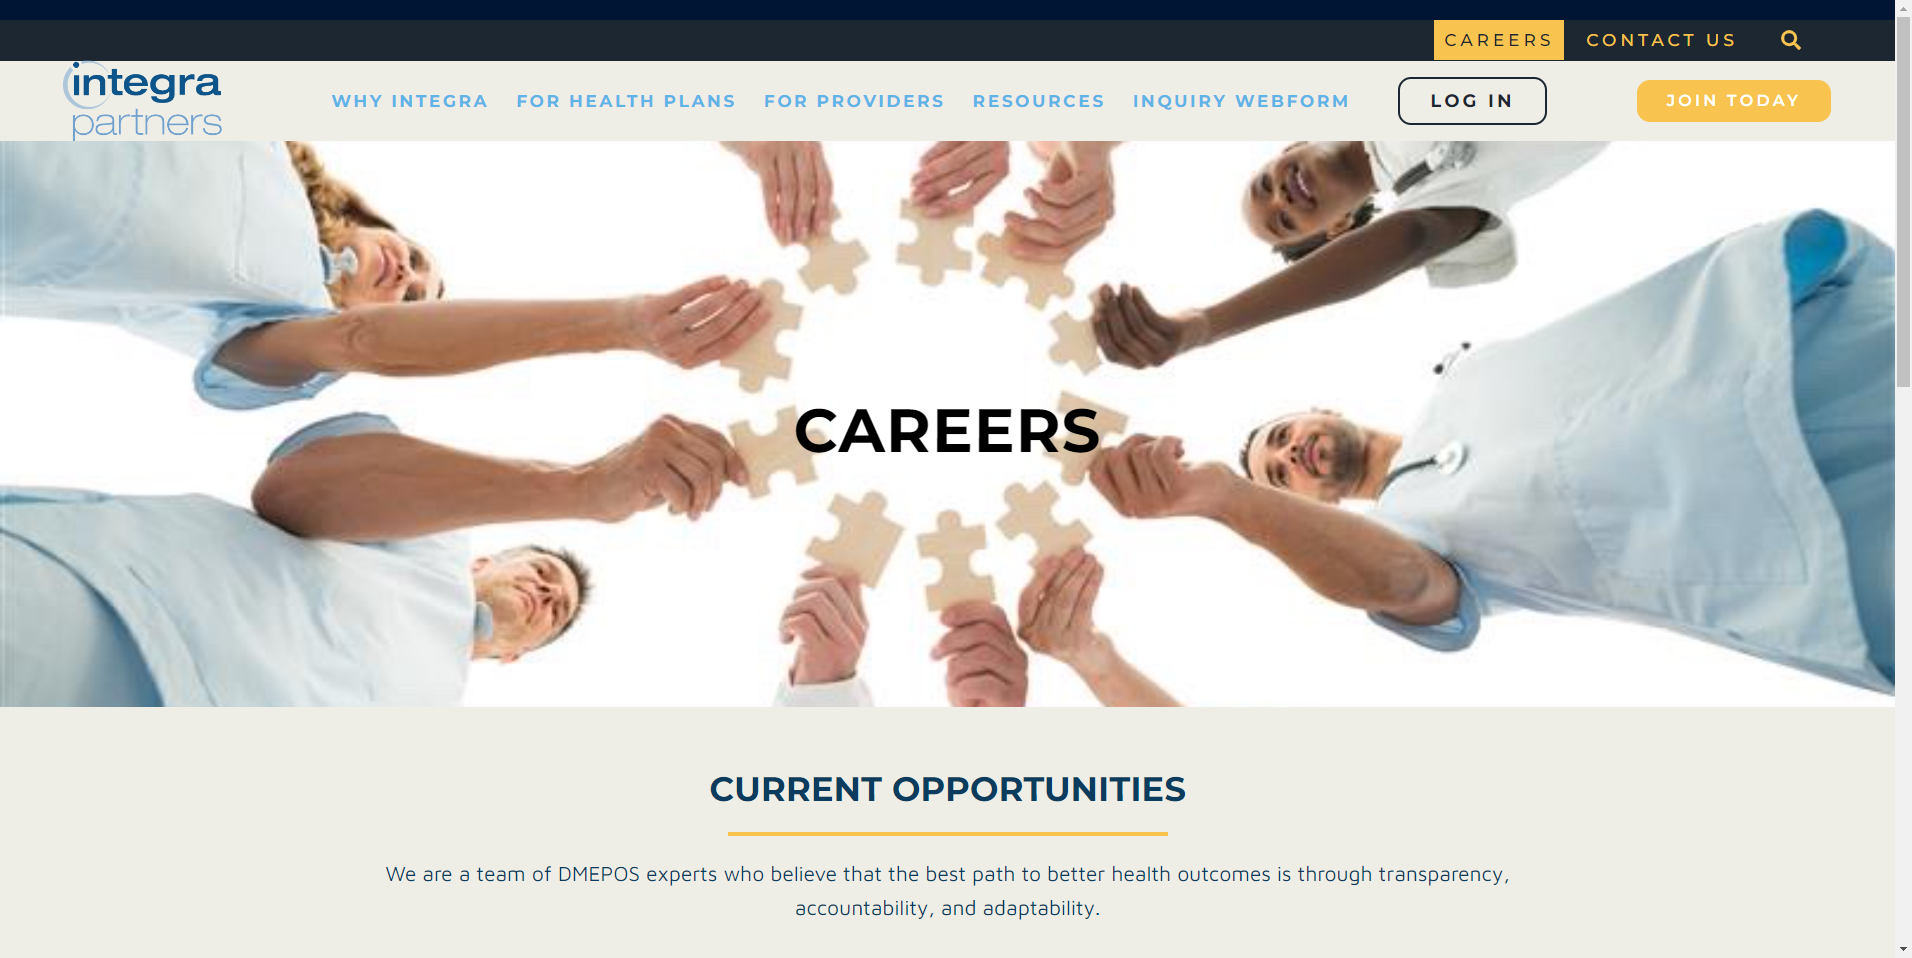 CAREERS
CONTACT US
integra
partners
WHY INTEGRA
FOR HEALTH PLANS
FOR PROVIDERS
RESOURCES
INQUIRY WEBFORM
LOG IN
JOIN TODAY
CAREERS
CURRENT OPPORTUNITIES
We are a team of DMEPOS experts who believe that the best path to better health outcomes is through transparency,
accountability, and adaptability.